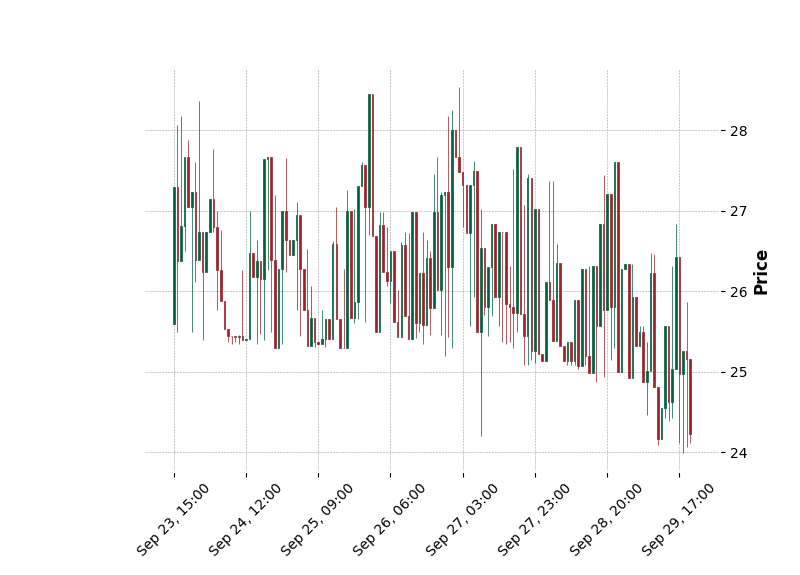 28
27
26
25
24
Price
Sep 23, 15:00
Sep 24, 12:00
Sep 25, 09:00
Sep 26, 06:00
Sep 27, 03:00
Sep 27, 23:00
Sep 28, 20:00
Sep 29, 17:00